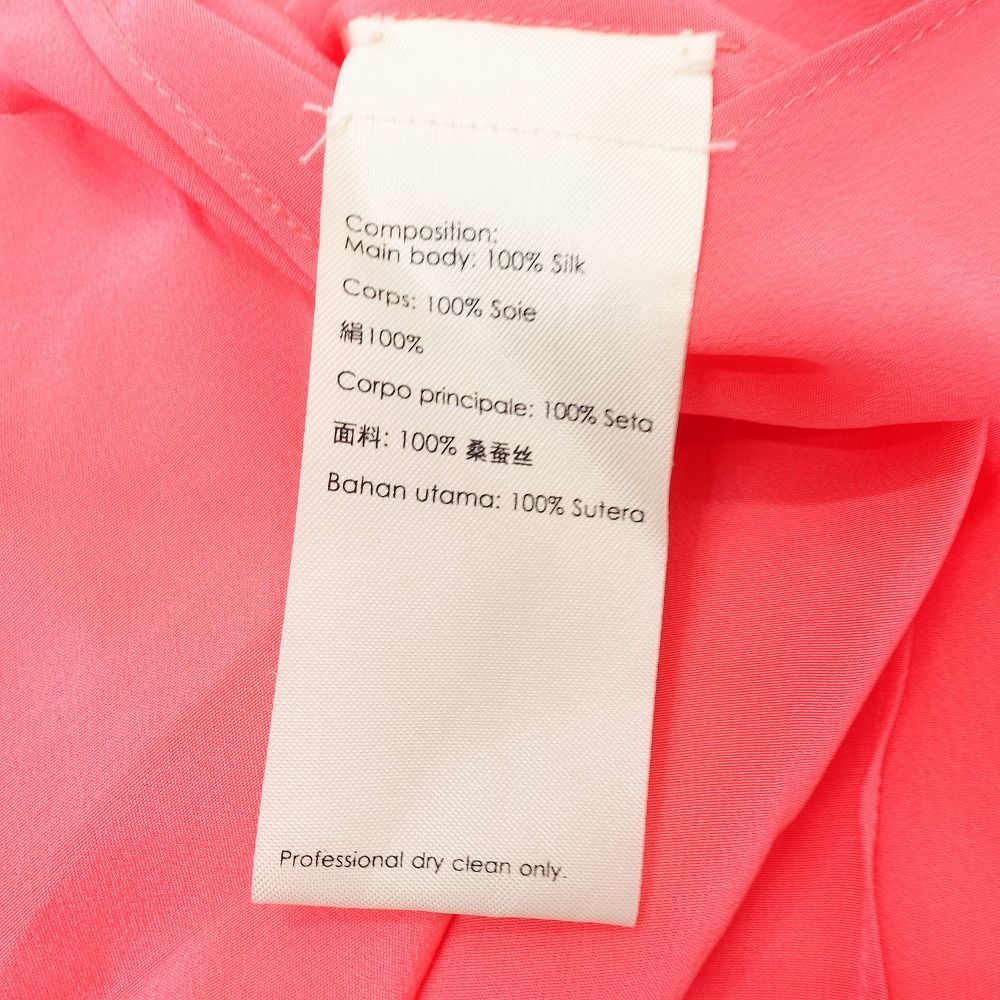 Composition:
Main body: 100% Silk
Corps: 100% Soie
絹100%
Corpo principale: 100% Seta
面料: 100% 桑蚕丝
Bahan utama: 100% Sutera
Professional dry clean only.